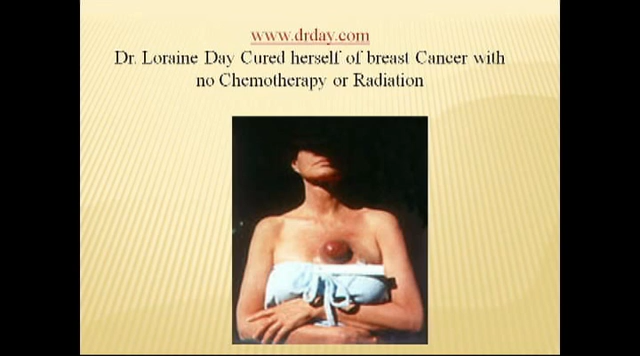 www.drday.com
Dr. Loraine Day Cured herself of breast Cancer with
no Chemotherapy or Radiation